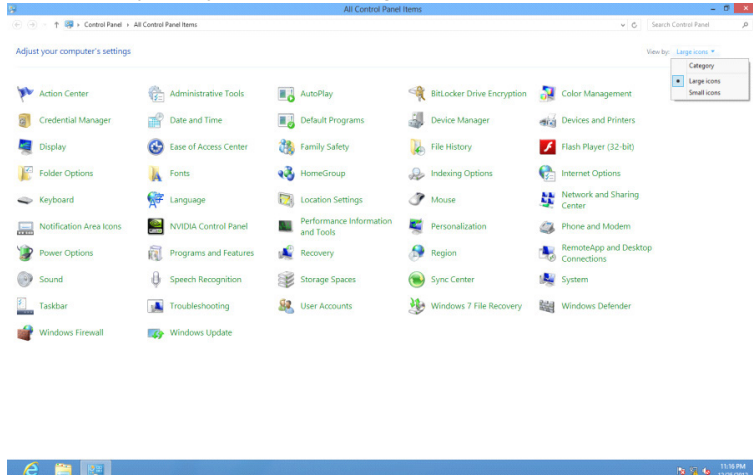 All Control Panel Items
Control Panel
All Control Panel Items
Search Control Panel
Adjust your computer's settings
View by: Large icons
Category
Large icons
Small icons
Action Center
Administrative Tools
AutoPlay
BitLocker Drive Encryption
Color Management
Credential Manager
Date and Time
Default Programs
Device Manager
Devices and Printers
Display
Ease of Access Center
Family Safety
File History
Flash Player (32-bit)
Folder Options
Fonts
HomeGroup
Indexing Options
Internet Options
Keyboard
Language
Location Settings
Mouse
Network and Sharing
Center
Notification Area Icons
NVIDIA Control Panel
Performance Information
and Tools
Personalization
Phone and Modem
Power Options
Programs and Features
Recovery
Region
RemoteApp and Desktop
Connections
Sound
Speech Recognition
Storage Spaces
Sync Center
System
Taskbar
Troubleshooting
User Accounts
Windows 7 File Recovery
Windows Defender
Windows Firewall
Windows Update
11:16 PM